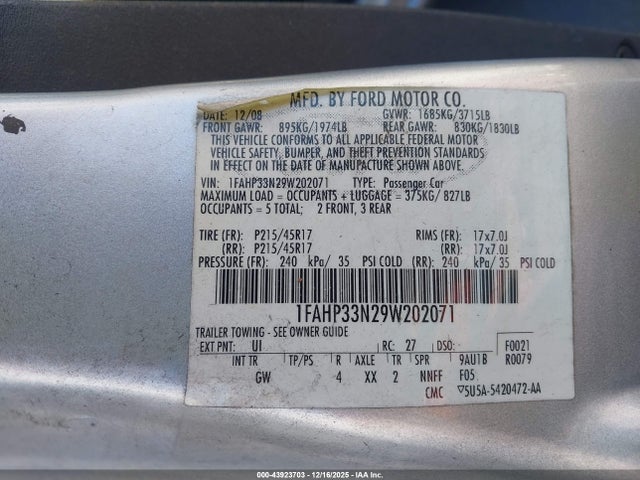 MFD. BY FORD MOTOR CO.
DATE: 12/08 GVWR: 1685KG/3715LB
FRONT GAWR: 895KG/1974LB REAR GAWR: 830KG/1830LB
THIS VEHICLE CONFORMS TO ALL APPLICABLE FEDERAL MOTOR
VEHICLE SAFETY, BUMPER, AND THEFT PREVENTION STANDARDS
IN EFFECT ON THE DATE OF MANUFACTURE SHOWN ABOVE.
VIN: 1FAHP33N29W202071 TYPE: Passenger Car
MAXIMUM LOAD = OCCUPANTS + LUGGAGE = 375KG/ 827LB
OCCUPANTS = 5 TOTAL; 2 FRONT, 3 REAR
TIRE (FR): P215/45R17 RIMS (FR): 17x7.0J
(RR): P215/45R17 (RR): 17x7.0J
PRESSURE (FR): 240 kPa/ 35 PSI COLD (RR): 240 kPa/ 35 PSI COLD
1FAHP33N29W202071
TRAILER TOWING - SEE OWNER GUIDE
EXT PNT: UI RC: 27 DSO: F0021
INT TR TP/PS R AXLE TR SPR 9AU1B R0079
GW 4 XX 2 NNFF F05
CMC ▽5U5A-5420472-AA
000-43923703 - 12/16/2025 - © IAA, Inc.